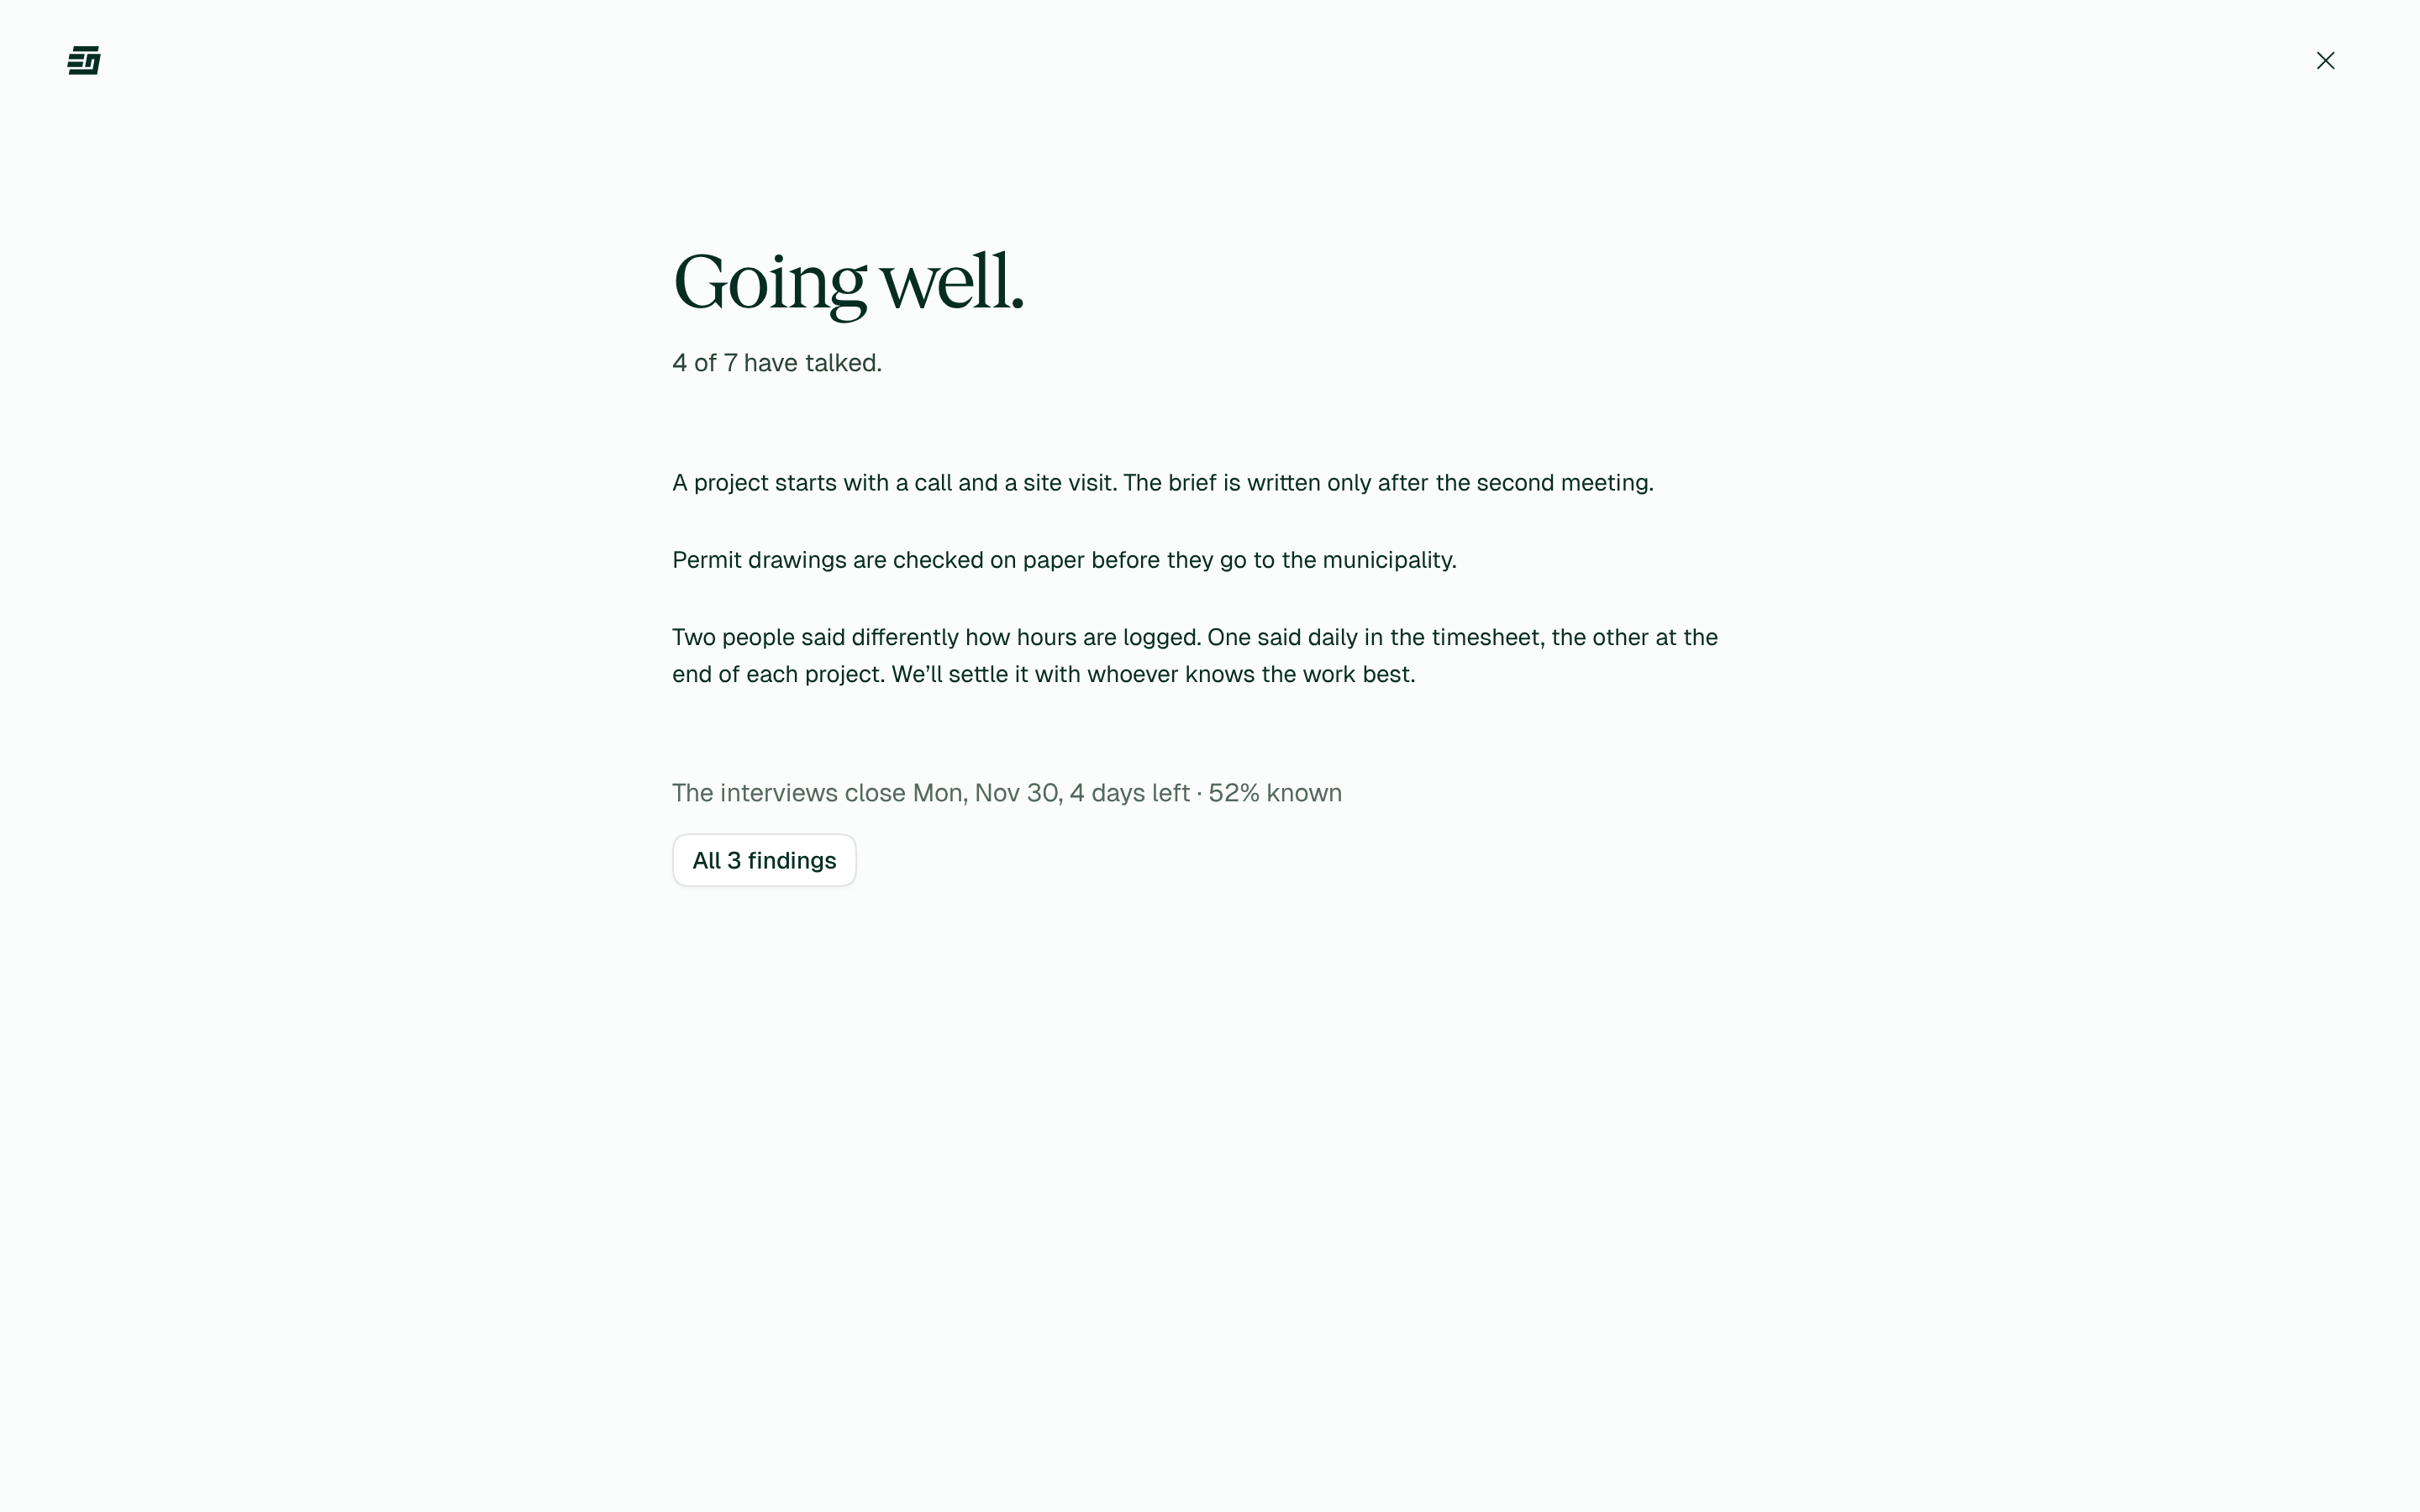 Going well.
4 of 7 have talked.
A project starts with a call and a site visit. The brief is written only after the second meeting.
Permit drawings are checked on paper before they go to the municipality.
Two people said differently how hours are logged. One said daily in the timesheet, the other at the
end of each project. We’ll settle it with whoever knows the work best.
The interviews close Mon, Nov 30, 4 days left · 52% known
All 3 findings